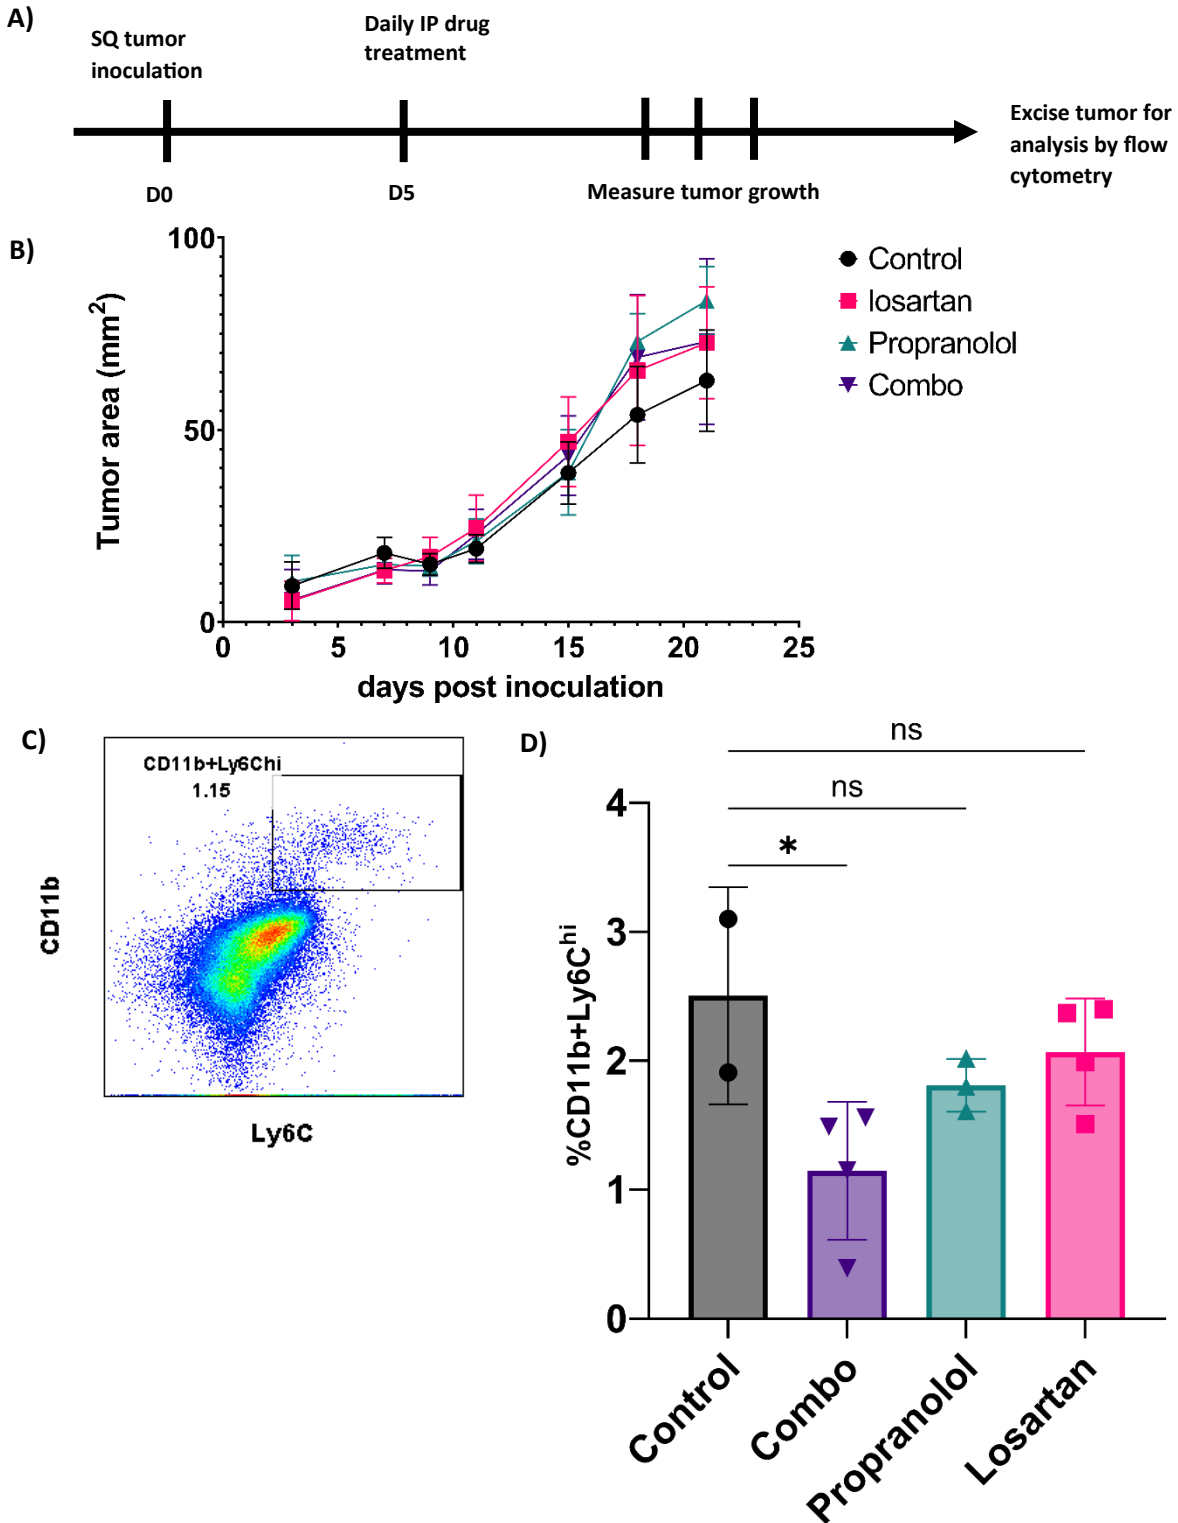 A)
SQ tumor
inoculation
Daily IP drug
treatment
Excise tumor for
analysis by flow
cytometry
D0
D5
Measure tumor growth
B)
Tumor area (mm²)
100
50
0
0 5 10 15 20 25
days post inoculation
Control
losartan
Propranolol
Combo
C)
CD11b+Ly6Chi
1.15
CD11b
Ly6C
D)
ns
ns
*
%CD11b+Ly6C^hi
4
3
2
1
0
Control
Combo
Propranolol
Losartan